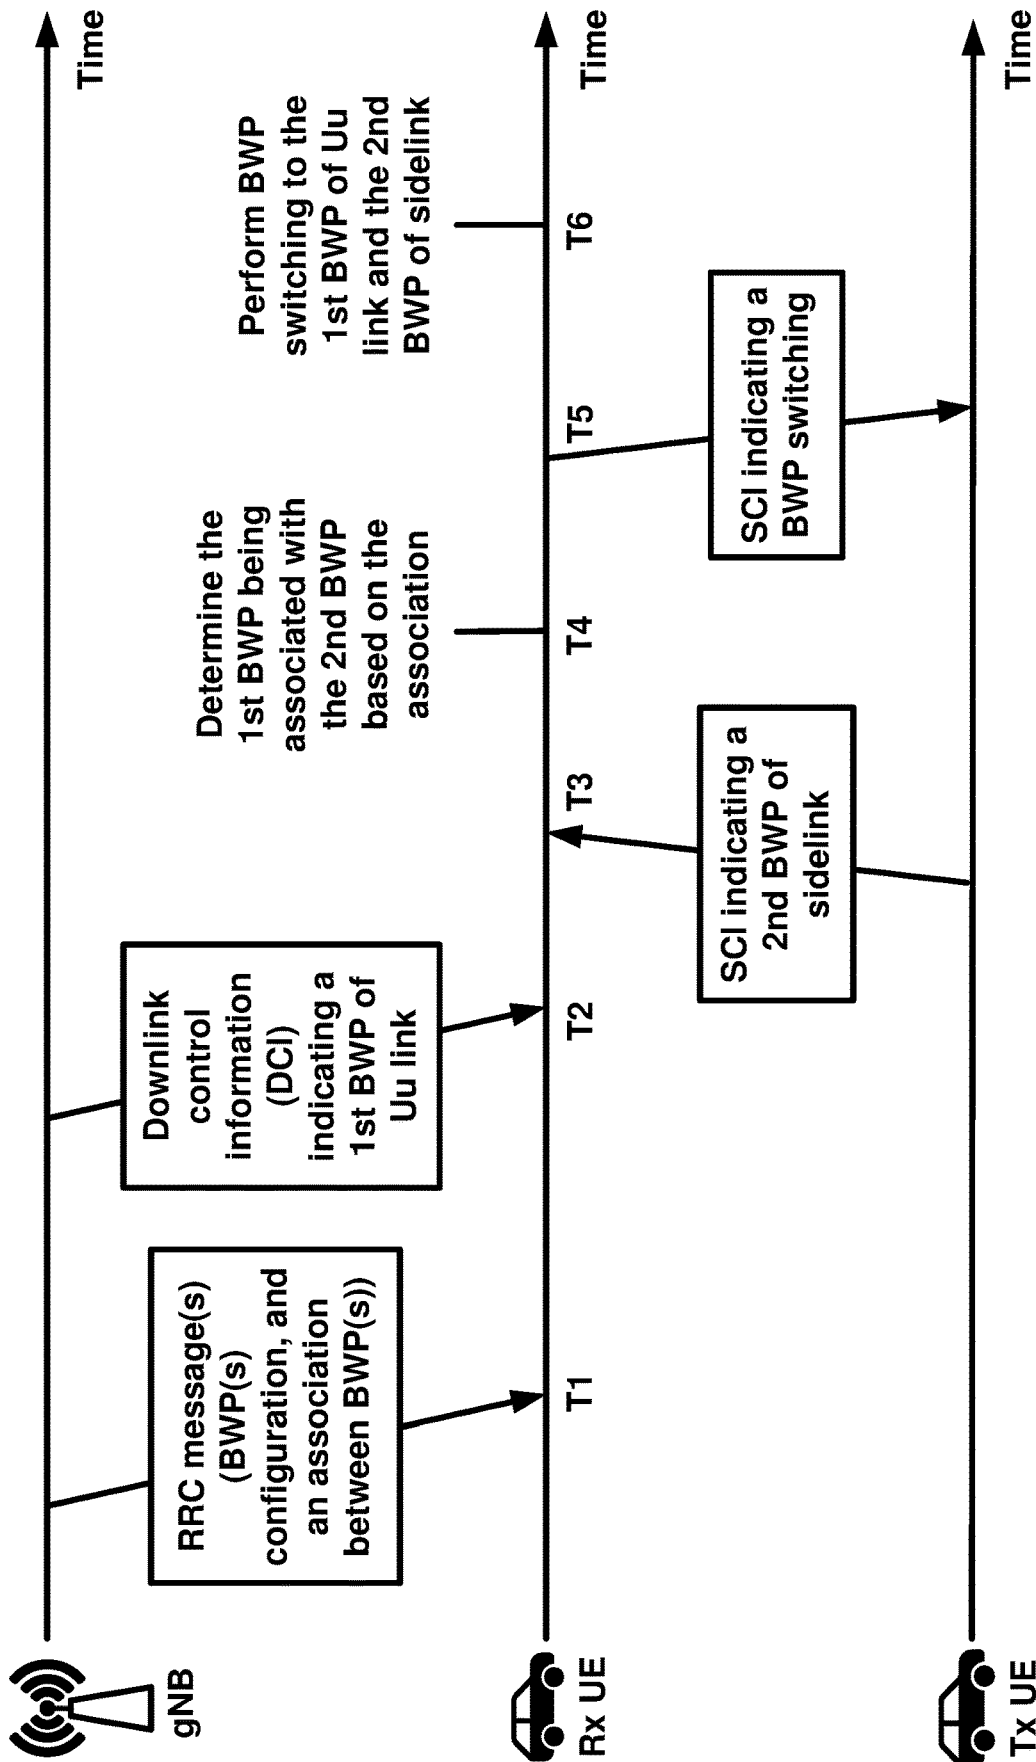 gNB
Time
RRC message(s)
(BWP(s)
configuration, and
an association
between BWP(s))
Downlink
control
information
(DCI)
indicating a
1st BWP of
Uu link
Determine the
1st BWP being
associated with
the 2nd BWP
based on the
association
Perform BWP
switching to the
1st BWP of Uu
link and the 2nd
BWP of sidelink
Rx UE
T1
T2
T3
T4
T5
T6
Time
SCI indicating a
2nd BWP of
sidelink
SCI indicating a
BWP switching
Tx UE
Time